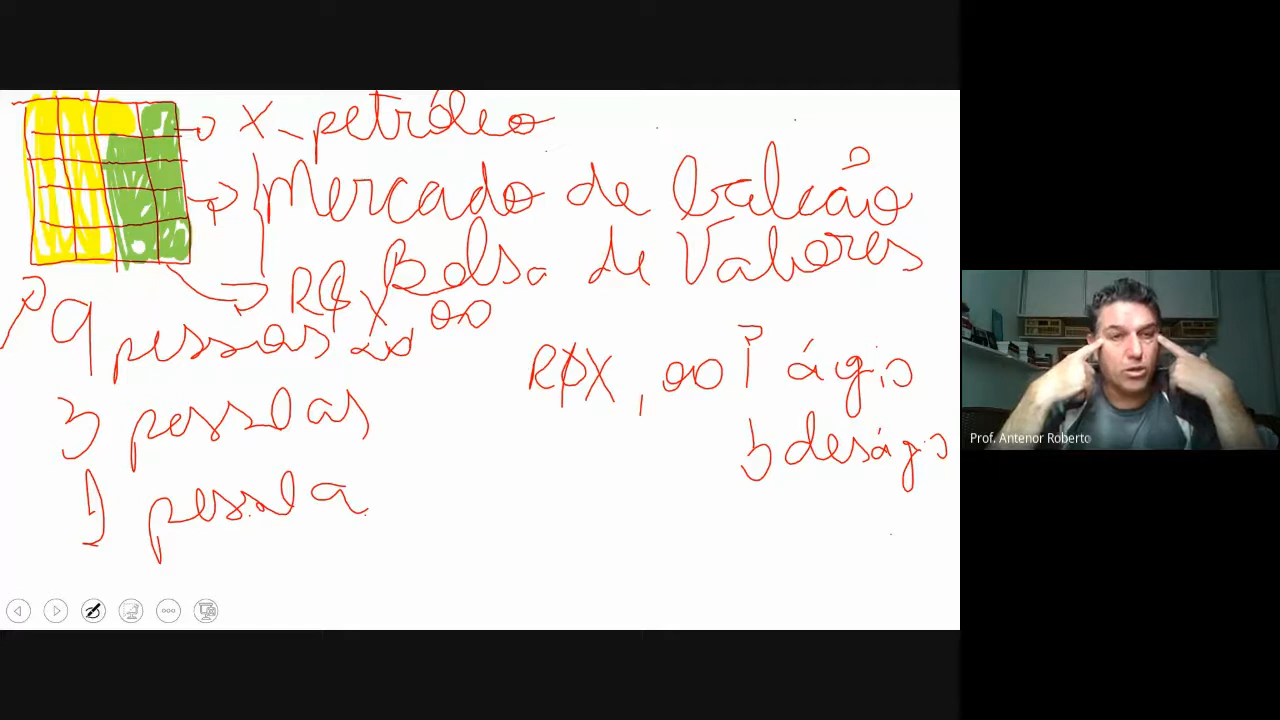 X-petróleo
Mercado de balcão
Bolsa de Valores
R$ X,00
9 pessoas
3 pessoas
1 pessoa
R$X,00 ↑ ágio
↓ deságio
Prof. Antenor Roberto